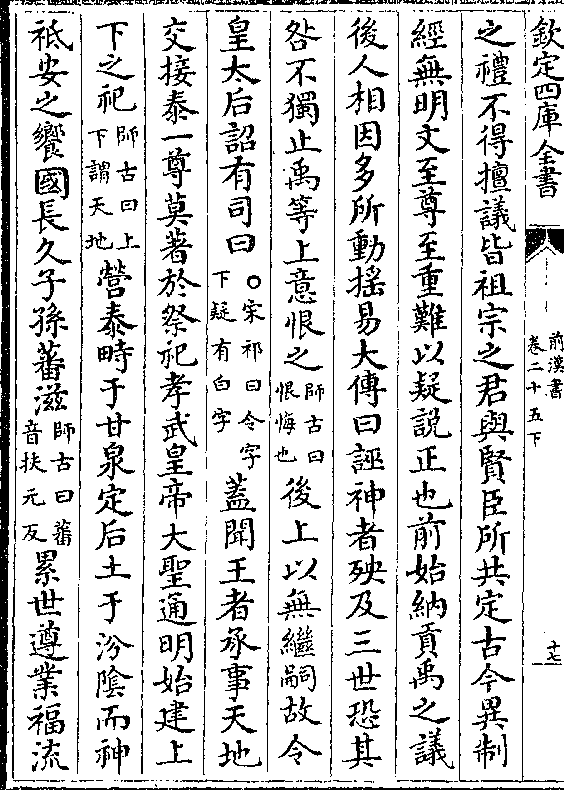 欽定四庫全書
前漢書
卷二十五下
十七
之禮不得擅議皆祖宗之君與賢臣所共定古今異制
經無明文至尊至重難以疑說正也前始納貢禹之議
後人相因多所動搖易大傳曰誣神者殃及三世恐其
咎不獨止禹等上意恨之師古曰恨悔也後上以無繼嗣故令
皇太后詔有司曰○宋祁曰令字下疑有白字蓋聞王者承事天地
交接泰一尊莫著於祭祀孝武皇帝大聖通明始建上
下之祀師古曰上下謂天地營泰畤于甘泉定后土于汾陰而神
祗安之饗國長久子孫蕃滋師古曰蕃音扶元反累世遵業福流